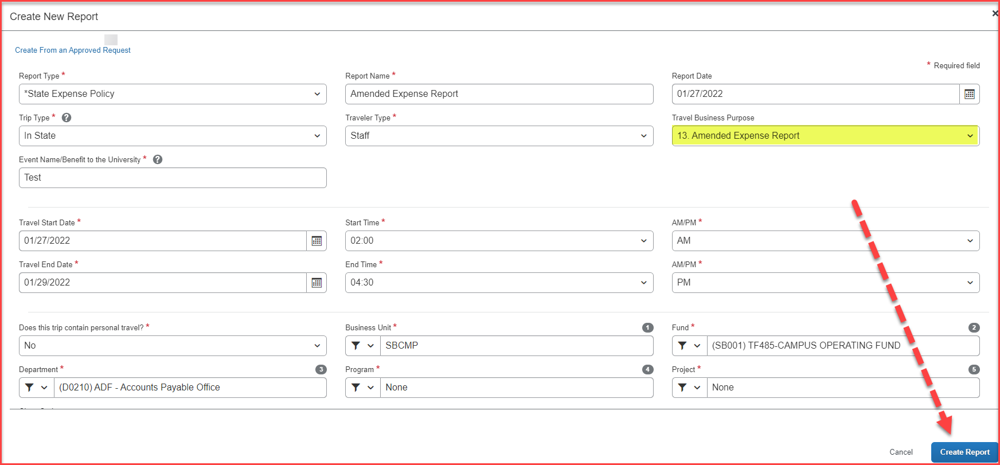 Create New Report
×
Create From an Approved Request
* Required field
Report Type * Report Name * Report Date
*State Expense Policy Amended Expense Report 01/27/2022
Trip Type * ? Traveler Type * Travel Business Purpose
In State Staff 13. Amended Expense Report
Event Name/Benefit to the University * ?
Test
Travel Start Date * Start Time * AM/PM *
01/27/2022 02:00 AM
Travel End Date * End Time * AM/PM *
01/29/2022 04:30 PM
Does this trip contain personal travel? * Business Unit * 1 Fund * 2
No SBCMP (SB001) TF485-CAMPUS OPERATING FUND
Department * 3 Program * 4 Project * 5
(D0210) ADF - Accounts Payable Office None None
Cancel Create Report